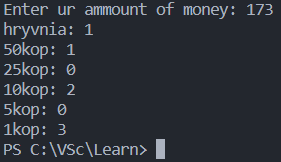 Enter ur ammount of money: 173
hryvnia: 1
50kop: 1
25kop: 0
10kop: 2
5kop: 0
1kop: 3
PS C:\VSc\Learn>